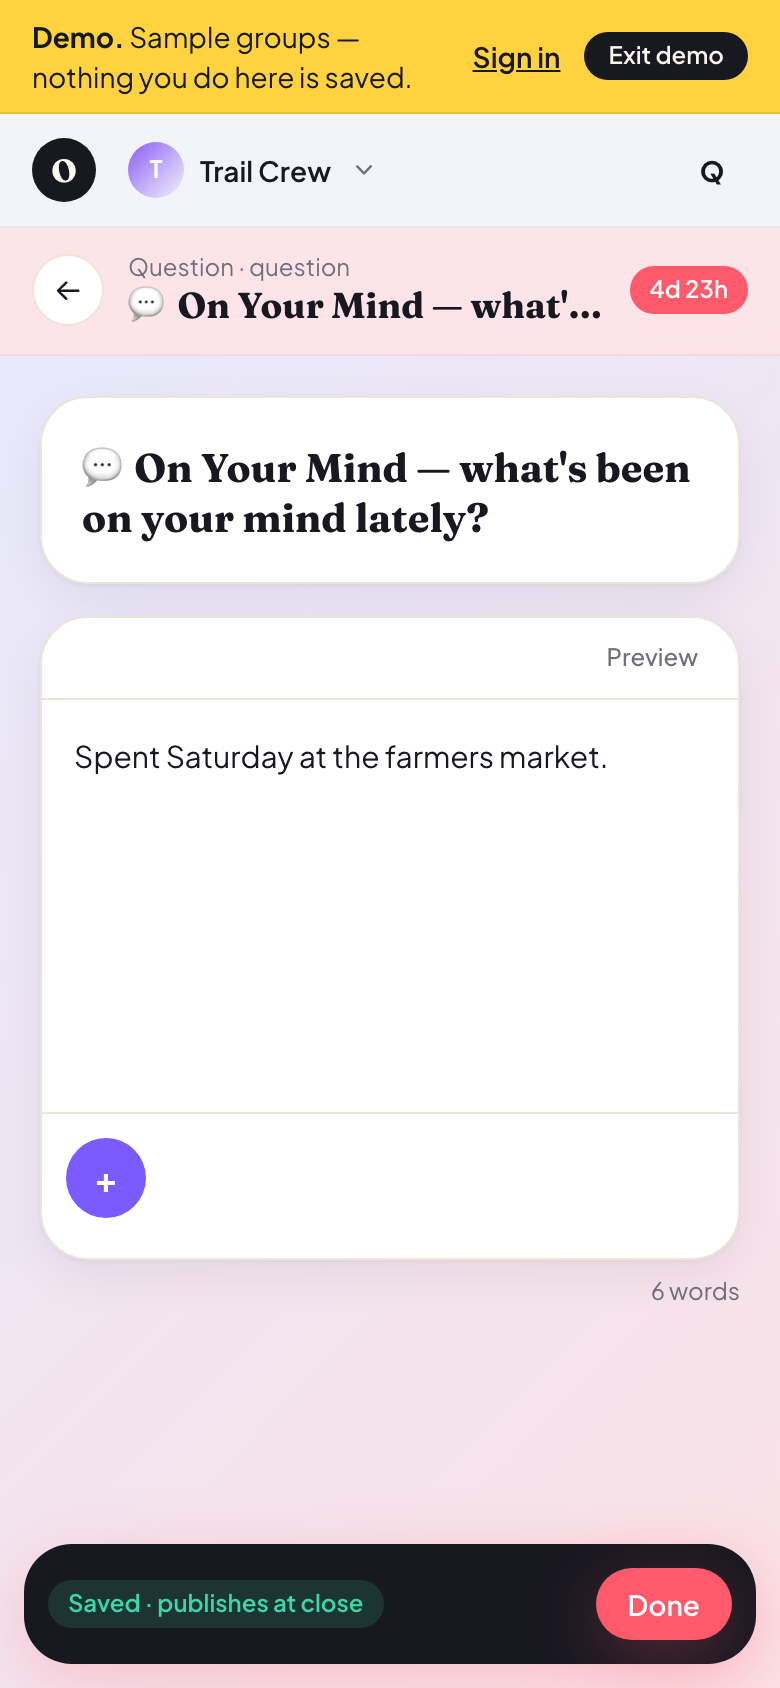 Demo. Sample groups —
nothing you do here is saved.
Sign in
Exit demo
O
T
Trail Crew
Q
Question · question
💬 On Your Mind — what'...
4d 23h
💬 On Your Mind — what's been
on your mind lately?
Preview
Spent Saturday at the farmers market.
+
6 words
Saved · publishes at close
Done